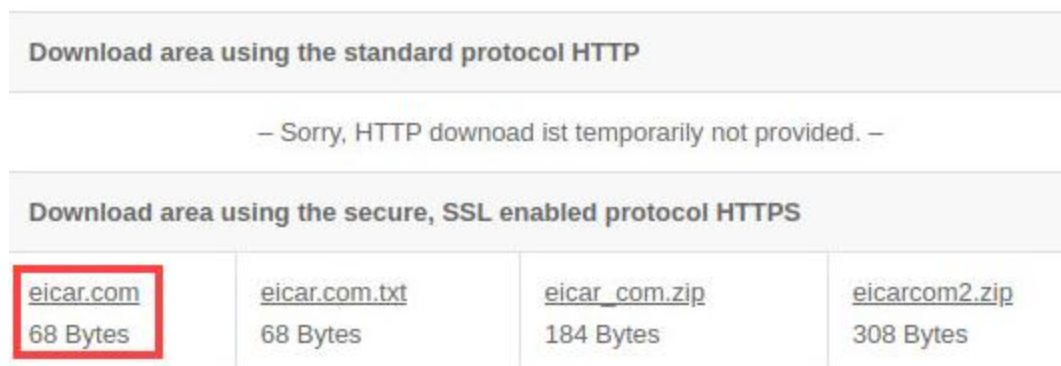 Download area using the standard protocol HTTP
– Sorry, HTTP downoad ist temporarily not provided. –
Download area using the secure, SSL enabled protocol HTTPS
eicar.com eicar.com.txt eicar_com.zip eicarcom2.zip
68 Bytes 68 Bytes 184 Bytes 308 Bytes